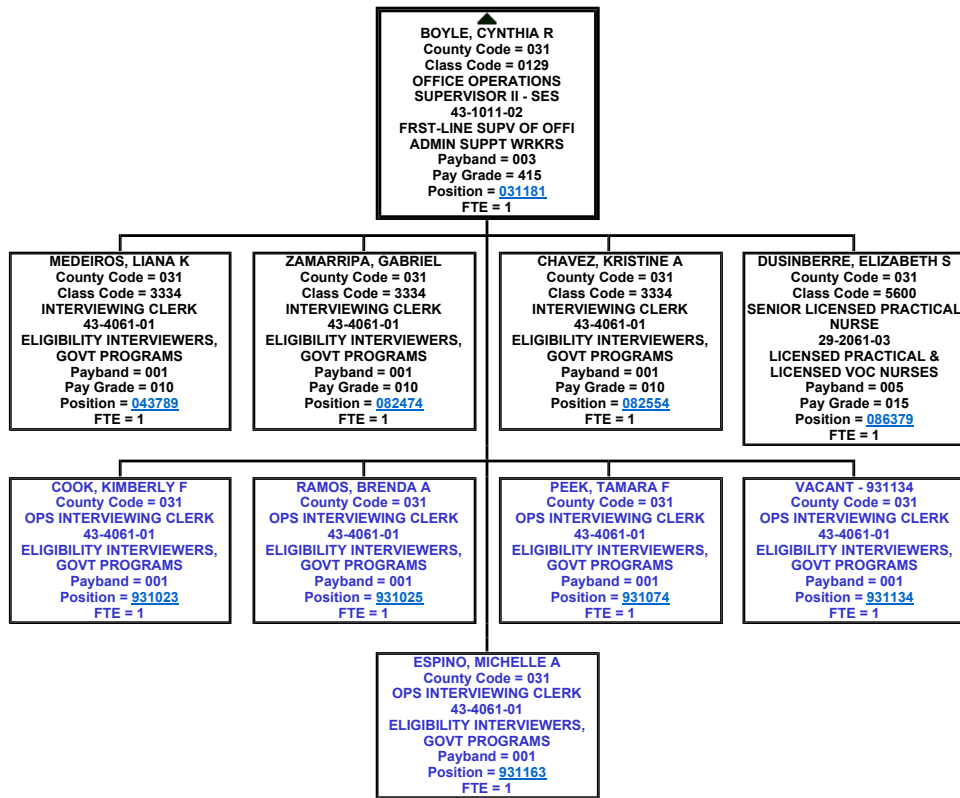 BOYLE, CYNTHIA R
County Code = 031
Class Code = 0129
OFFICE OPERATIONS
SUPERVISOR II - SES
43-1011-02
FRST-LINE SUPV OF OFFI
ADMIN SUPPT WRKRS
Payband = 003
Pay Grade = 415
Position = 031181
FTE = 1
MEDEIROS, LIANA K
County Code = 031
Class Code = 3334
INTERVIEWING CLERK
43-4061-01
ELIGIBILITY INTERVIEWERS,
GOVT PROGRAMS
Payband = 001
Pay Grade = 010
Position = 043789
FTE = 1
ZAMARRIPA, GABRIEL
County Code = 031
Class Code = 3334
INTERVIEWING CLERK
43-4061-01
ELIGIBILITY INTERVIEWERS,
GOVT PROGRAMS
Payband = 001
Pay Grade = 010
Position = 082474
FTE = 1
CHAVEZ, KRISTINE A
County Code = 031
Class Code = 3334
INTERVIEWING CLERK
43-4061-01
ELIGIBILITY INTERVIEWERS,
GOVT PROGRAMS
Payband = 001
Pay Grade = 010
Position = 082554
FTE = 1
DUSINBERRE, ELIZABETH S
County Code = 031
Class Code = 5600
SENIOR LICENSED PRACTICAL
NURSE
29-2061-03
LICENSED PRACTICAL &
LICENSED VOC NURSES
Payband = 005
Pay Grade = 015
Position = 086379
FTE = 1
COOK, KIMBERLY F
County Code = 031
OPS INTERVIEWING CLERK
43-4061-01
ELIGIBILITY INTERVIEWERS,
GOVT PROGRAMS
Payband = 001
Position = 931023
FTE = 1
RAMOS, BRENDA A
County Code = 031
OPS INTERVIEWING CLERK
43-4061-01
ELIGIBILITY INTERVIEWERS,
GOVT PROGRAMS
Payband = 001
Position = 931025
FTE = 1
PEEK, TAMARA F
County Code = 031
OPS INTERVIEWING CLERK
43-4061-01
ELIGIBILITY INTERVIEWERS,
GOVT PROGRAMS
Payband = 001
Position = 931074
FTE = 1
VACANT - 931134
County Code = 031
OPS INTERVIEWING CLERK
43-4061-01
ELIGIBILITY INTERVIEWERS,
GOVT PROGRAMS
Payband = 001
Position = 931134
FTE = 1
ESPINO, MICHELLE A
County Code = 031
OPS INTERVIEWING CLERK
43-4061-01
ELIGIBILITY INTERVIEWERS,
GOVT PROGRAMS
Payband = 001
Position = 931163
FTE = 1